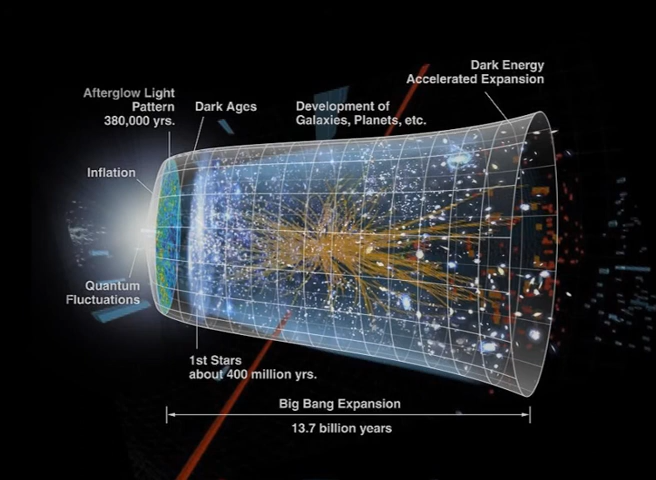 Dark Energy
Accelerated Expansion
Afterglow Light
Pattern
380,000 yrs.
Dark Ages
Development of
Galaxies, Planets, etc.
Inflation
Quantum
Fluctuations
1st Stars
about 400 million yrs.
Big Bang Expansion
13.7 billion years